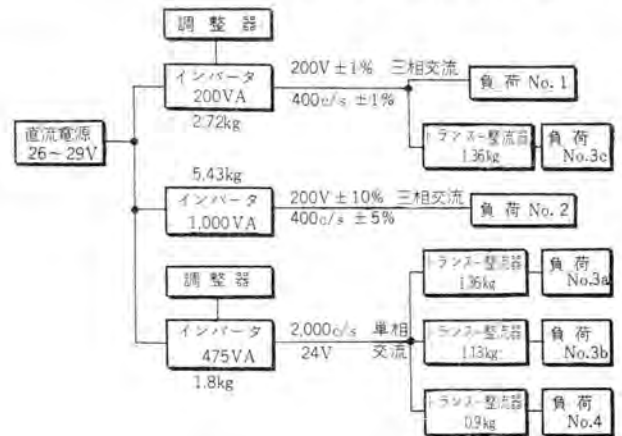 調整器
インバータ
200VA
2.72kg
200V±1% 三相交流
400c/s±1%
負荷 No.1
トランス−整流器
1.36kg
負荷
No.3c
直流電源
26〜29V
5.43kg
インバータ
1,000VA
200V±10% 三相交流
400c/s ±5%
負荷 No.2
調整器
インバータ
475VA
1.8kg
2,000c/s 単相
24V 交流
トランス−整流器
1.36kg
負荷
No.3a
トランス−整流器
1.13kg
負荷
No.3b
トランス−整流器
0.9kg
負荷
No.4